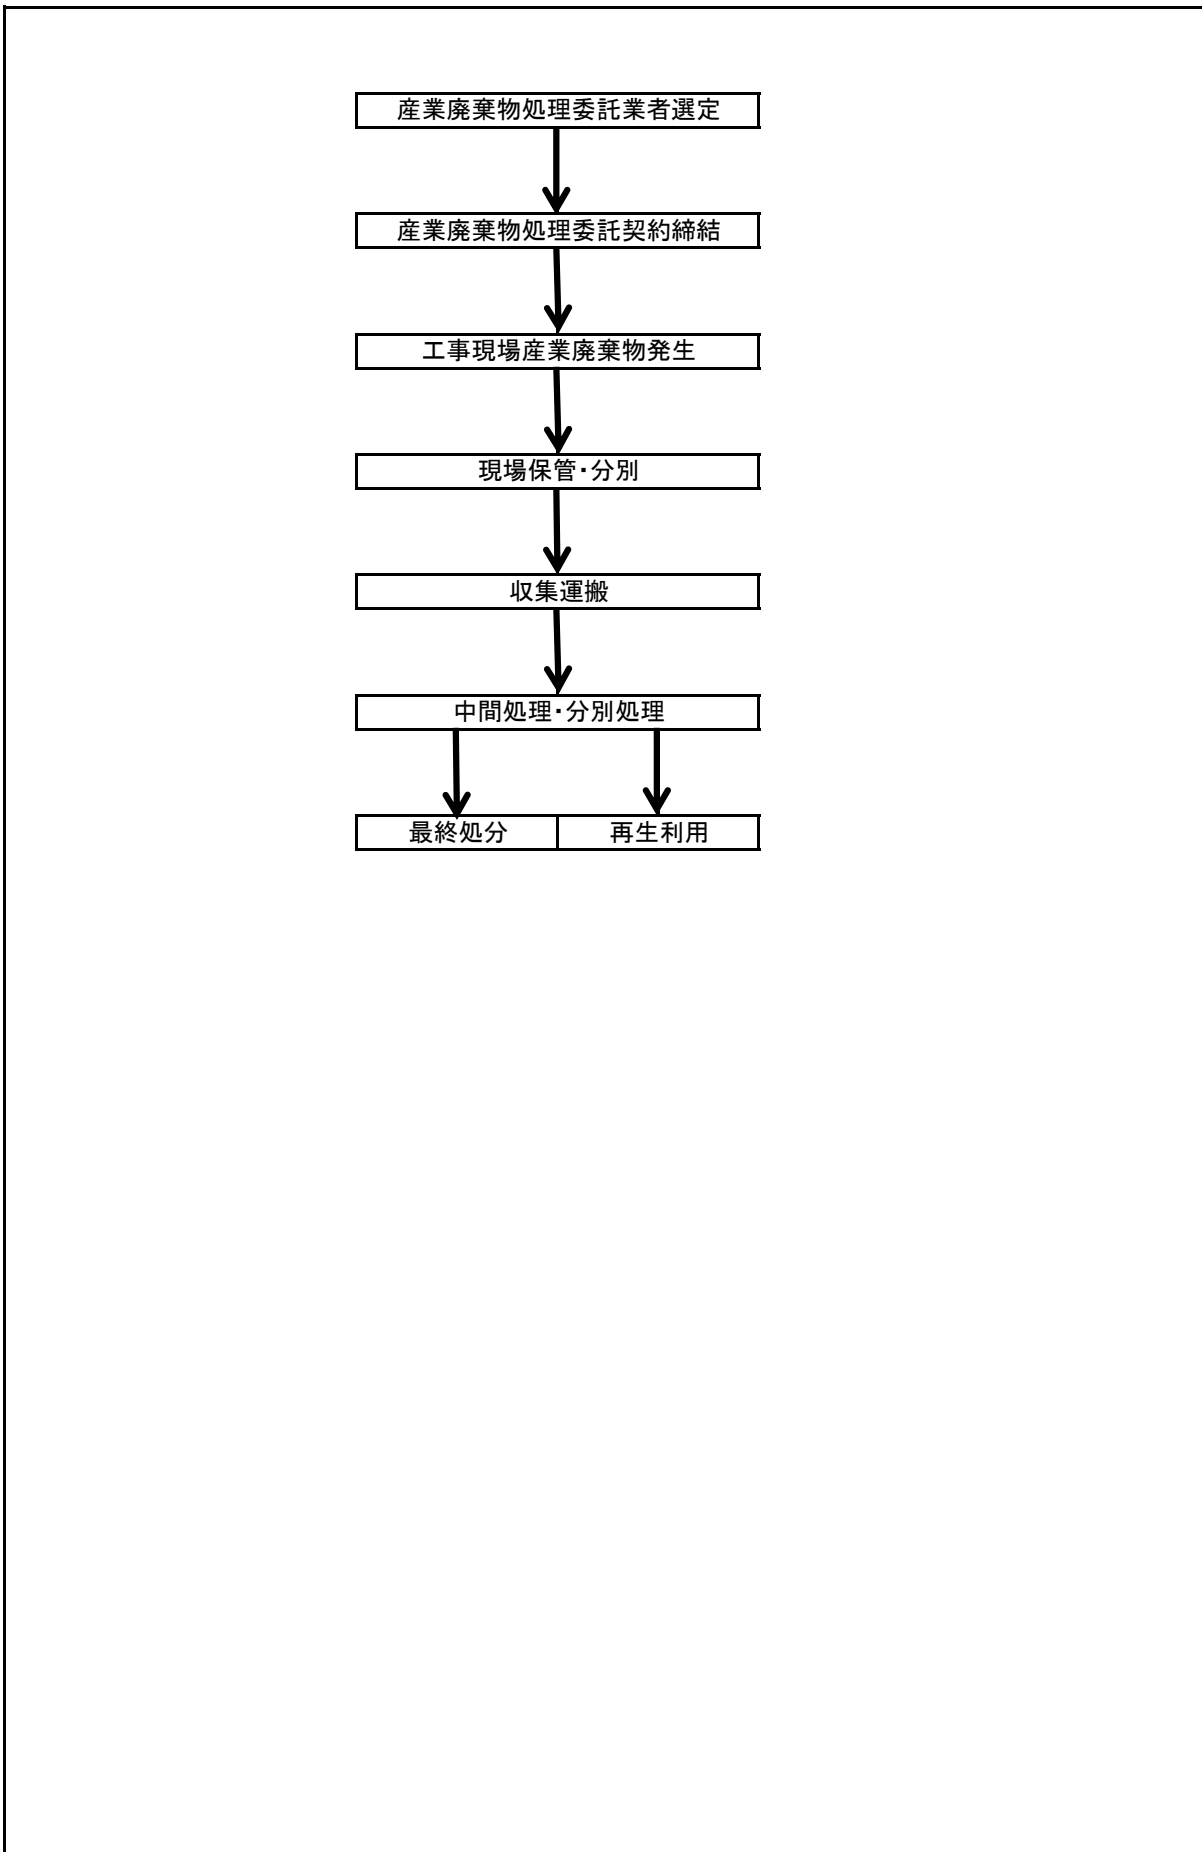 産業廃棄物処理委託業者選定
産業廃棄物処理委託契約締結
工事現場産業廃棄物発生
現場保管・分別
収集運搬
中間処理・分別処理
最終処分
再生利用